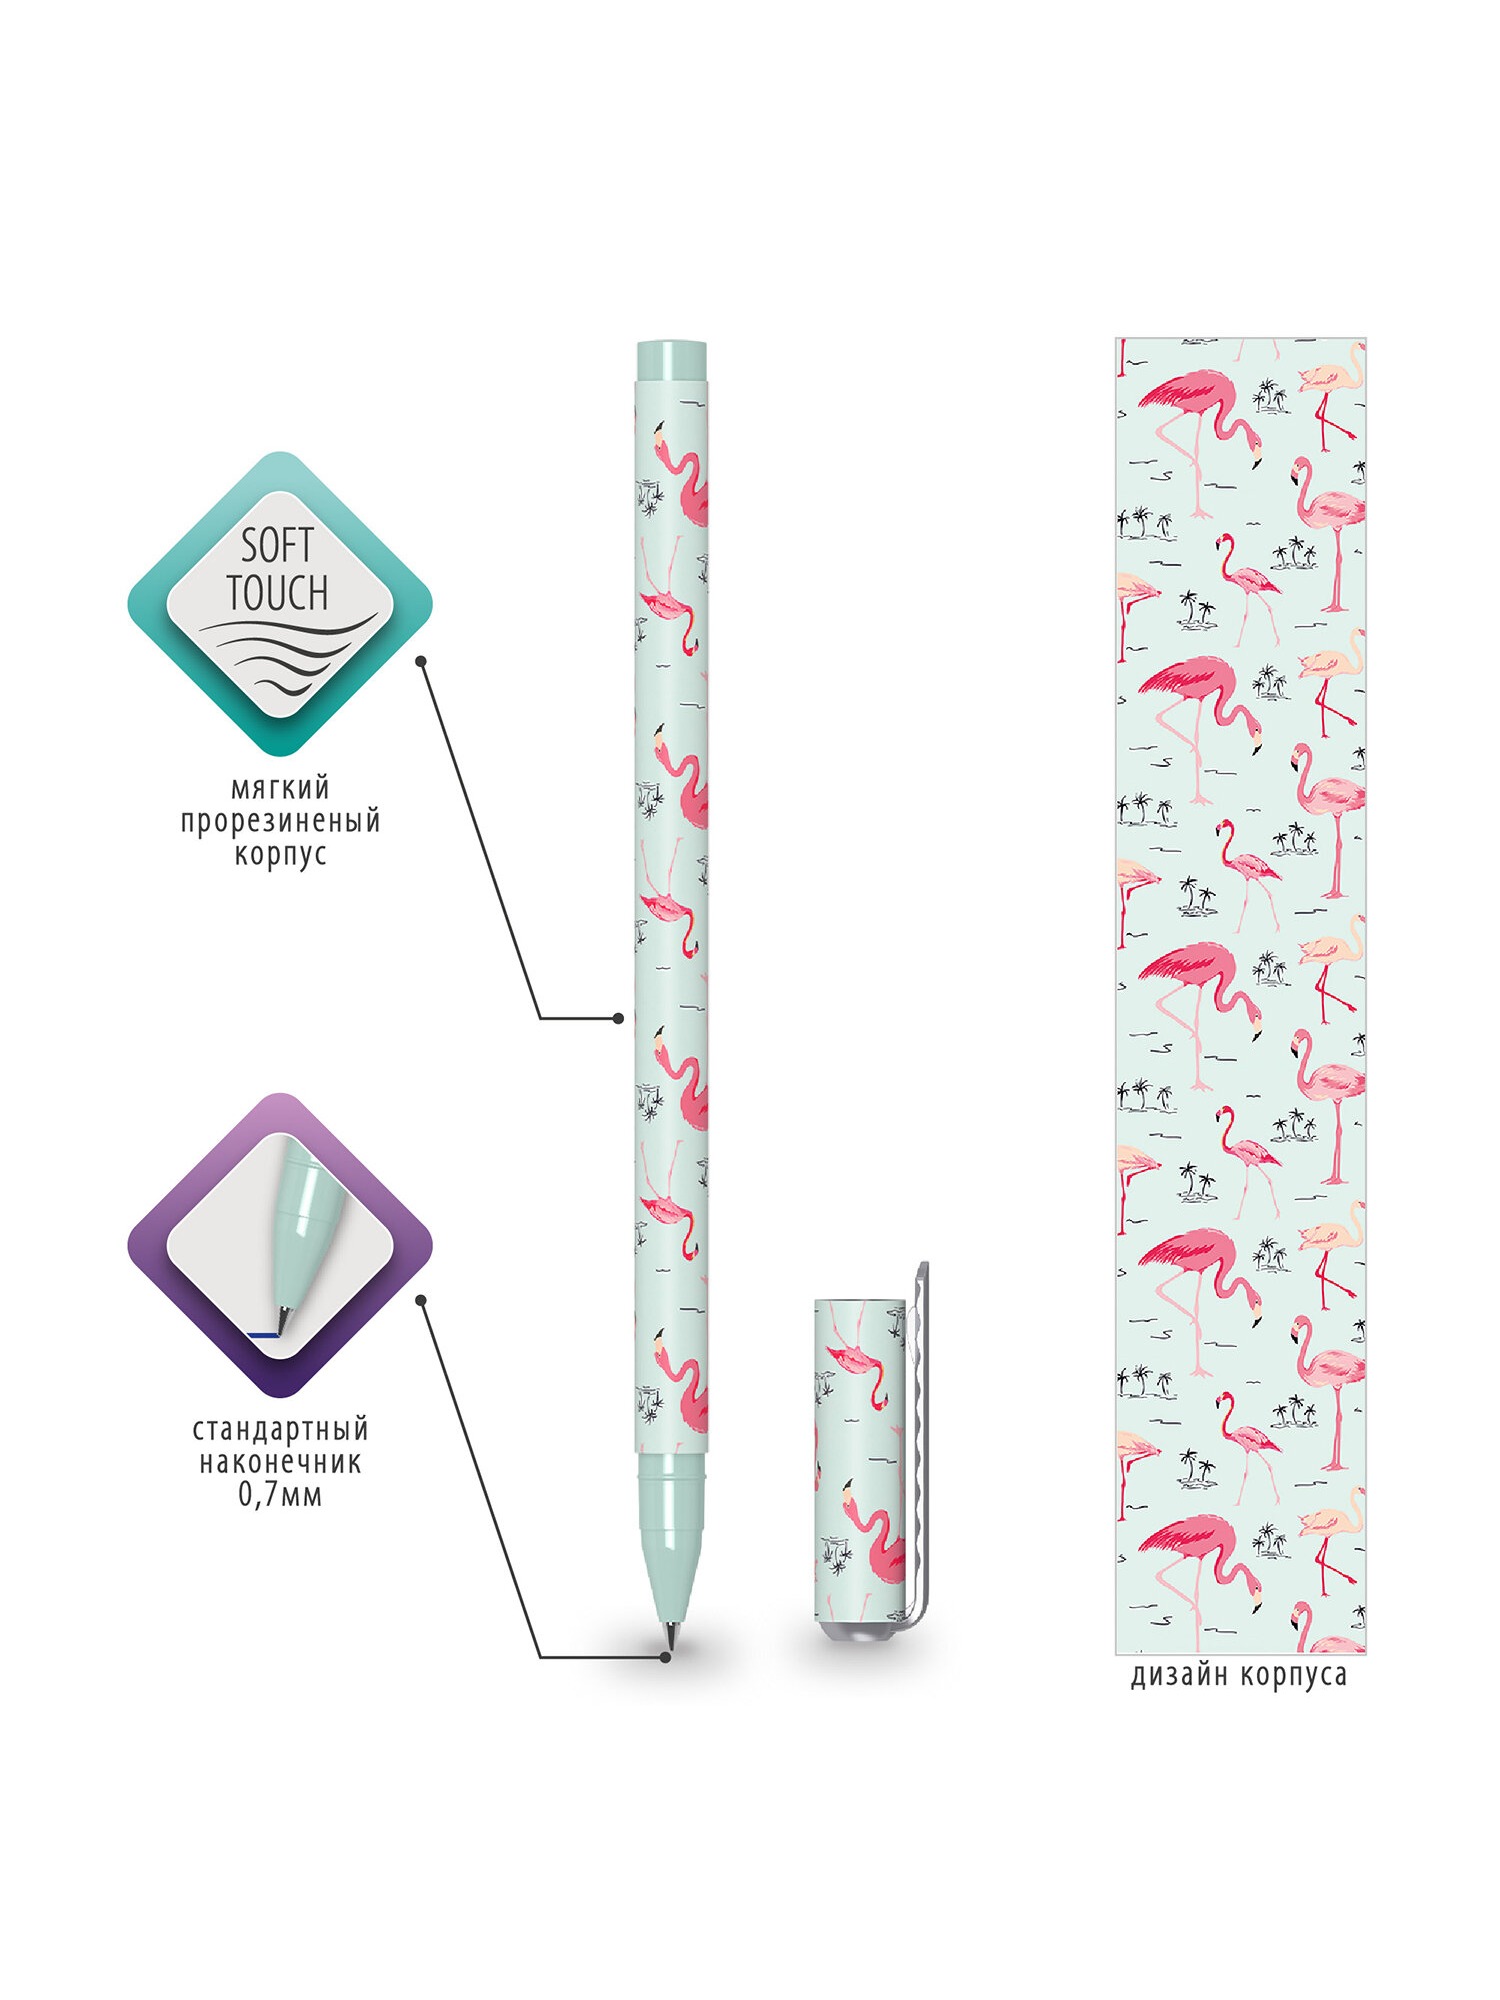 SOFT
TOUCH
мягкий
прорезиненый
корпус
стандартный
наконечник
0,7мм
дизайн корпуса